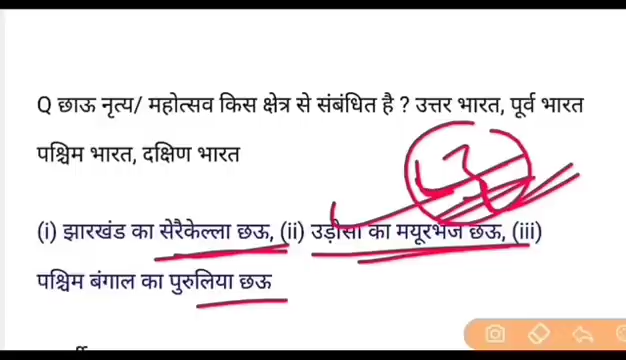 Q छाऊ नृत्य/ महोत्सव किस क्षेत्र से संबंधित है ? उत्तर भारत, पूर्व भारत
पश्चिम भारत, दक्षिण भारत
(i) झारखंड का सेरैकेल्ला छऊ, (ii) उड़ीसा का मयूरभंज छऊ, (iii)
पश्चिम बंगाल का पुरुलिया छऊ